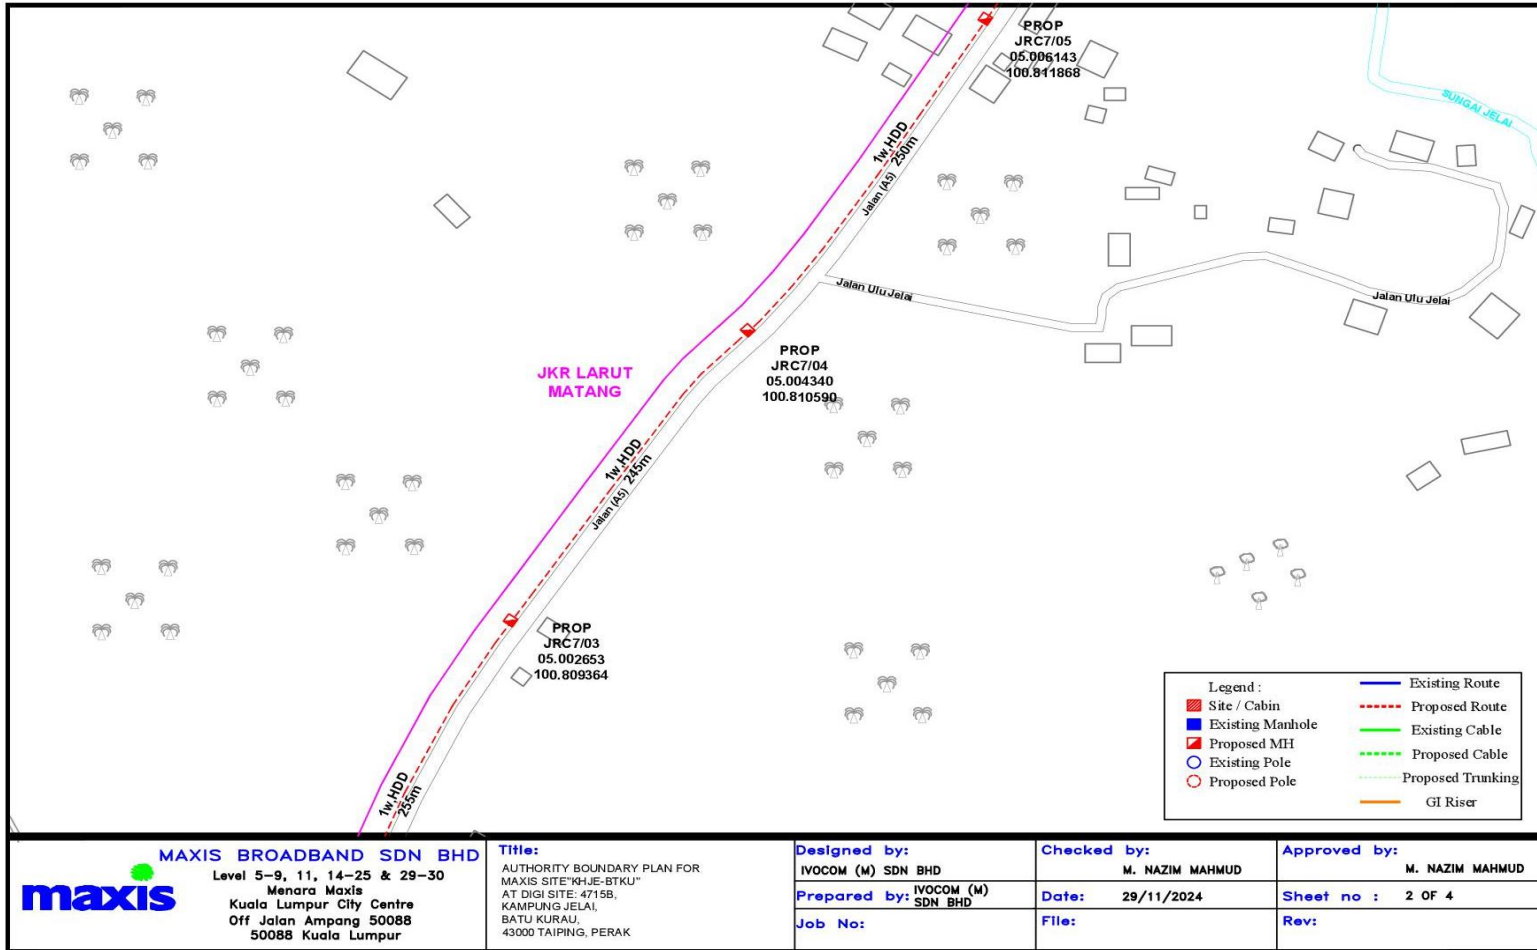 PROP
JRC7/05
05.006143
100.811868
SUNGAI JELAI
1w,HDD
250m
Jalan (A5)
Jalan Ulu Jelai
Jalan Ulu Jelai
PROP
JRC7/04
05.004340
100.810590
JKR LARUT
MATANG
1w,HDD
245m
Jalan (A5)
PROP
JRC7/03
05.002653
100.809364
1w,HDD
255m
Legend :
Site / Cabin
Existing Manhole
Proposed MH
Existing Pole
Proposed Pole
Existing Route
Proposed Route
Existing Cable
Proposed Cable
Proposed Trunking
GI Riser
maxis
MAXIS BROADBAND SDN BHD
Level 5-9, 11, 14-25 & 29-30
Menara Maxis
Kuala Lumpur City Centre
Off Jalan Ampang 50088
50088 Kuala Lumpur
Title:
AUTHORITY BOUNDARY PLAN FOR
MAXIS SITE"KHJE-BTKU"
AT DIGI SITE: 4715B,
KAMPUNG JELAI,
BATU KURAU,
43000 TAIPING, PERAK
Designed by:
IVOCOM (M) SDN BHD
Prepared by: IVOCOM (M)
SDN BHD
Job No:
Checked by:
M. NAZIM MAHMUD
Date: 29/11/2024
File:
Approved by:
M. NAZIM MAHMUD
Sheet no : 2 OF 4
Rev: